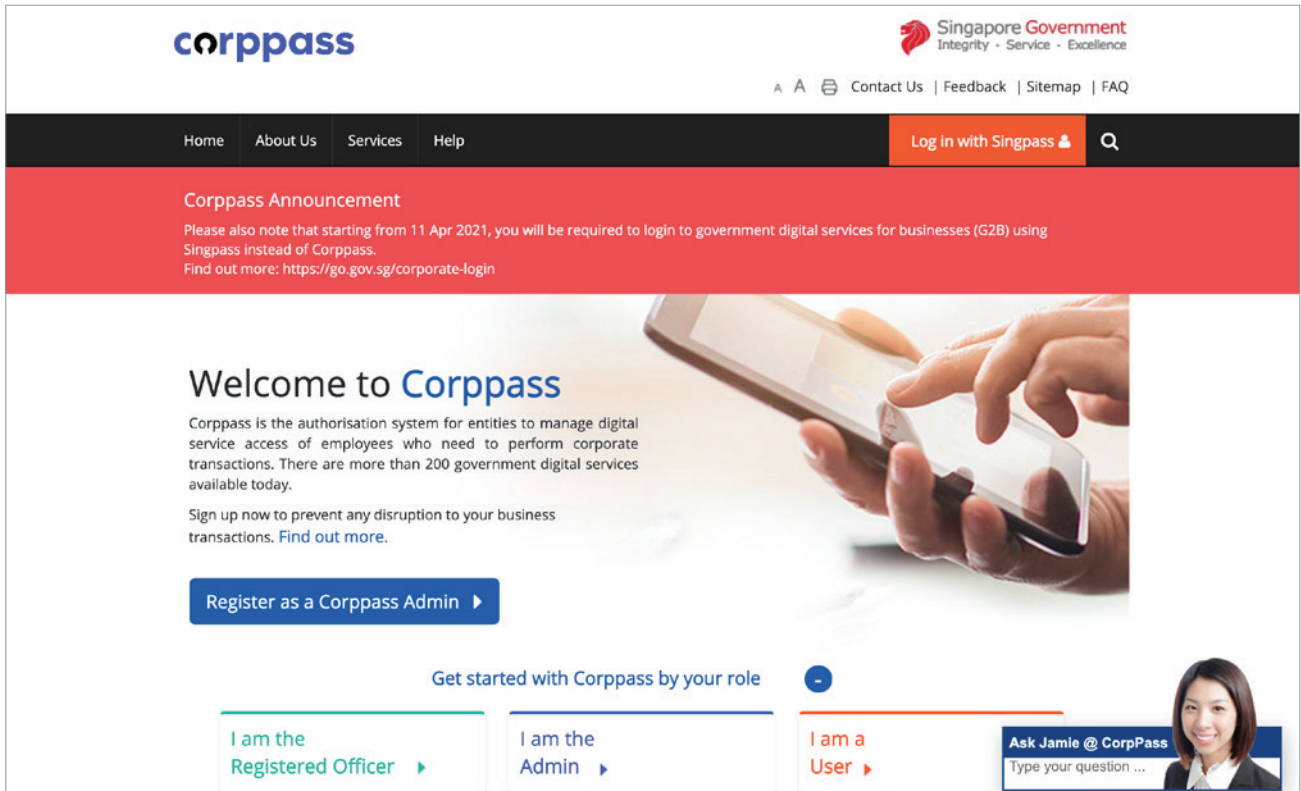 corppass
Singapore Government
Integrity · Service · Excellence
A A Contact Us | Feedback | Sitemap | FAQ
Home About Us Services Help Log in with Singpass
Corppass Announcement
Please also note that starting from 11 Apr 2021, you will be required to login to government digital services for businesses (G2B) using
Singpass instead of Corppass.
Find out more: https://go.gov.sg/corporate-login
Welcome to Corppass
Corppass is the authorisation system for entities to manage digital
service access of employees who need to perform corporate
transactions. There are more than 200 government digital services
available today.
Sign up now to prevent any disruption to your business
transactions. Find out more.
Register as a Corppass Admin
Get started with Corppass by your role -
I am the
Registered Officer
I am the
Admin
I am a
User
Ask Jamie @ CorpPass
Type your question ...